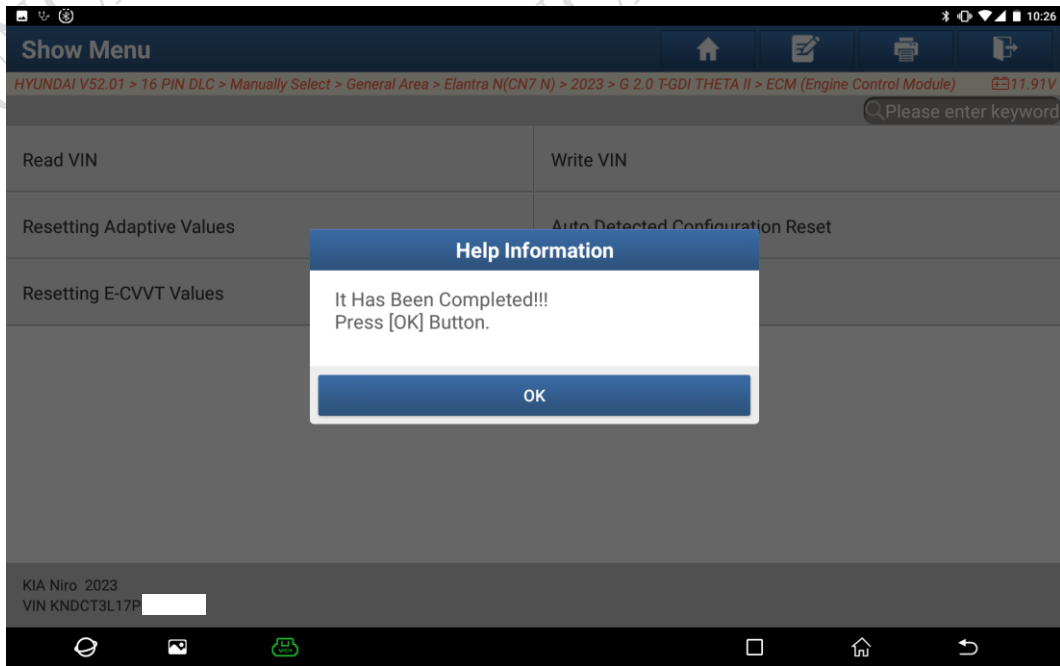 10:26
Show Menu
HYUNDAI V52.01 > 16 PIN DLC > Manually Select > General Area > Elantra N(CN7 N) > 2023 > G 2.0 T-GDI THETA II > ECM (Engine Control Module) 11.91V
Please enter keyword
Read VIN
Write VIN
Resetting Adaptive Values
Auto Detected Configuration Reset
Resetting E-CVVT Values
Help Information
It Has Been Completed!!!
Press [OK] Button.
OK
KIA Niro 2023
VIN KNDCT3L17P
VCI